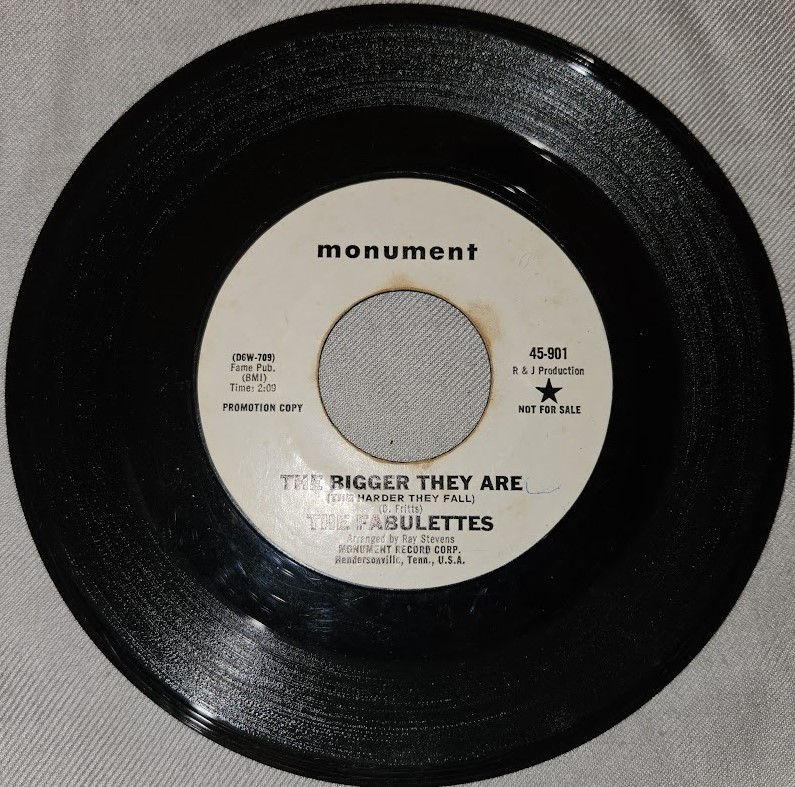 monument
(D6W-709)
Fame Pub.
(BMI)
Time: 2:09
PROMOTION COPY
45-901
R & J Production
NOT FOR SALE
THE BIGGER THEY ARE
(THE HARDER THEY FALL)
(D. Fritts)
THE FABULETTES
Arranged by Ray Stevens
MONUMENT RECORD CORP.
Hendersonville, Tenn., U.S.A.